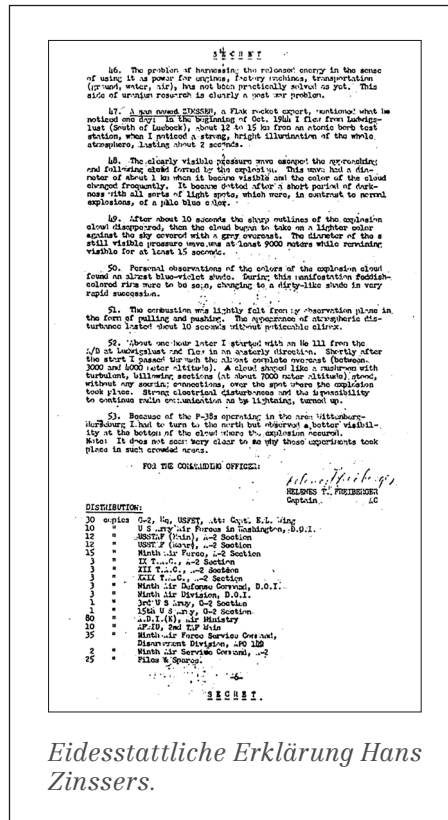 SECRET
46. The problem of harnessing the released energy in the sense
of using it as power for engines, factory machines, transportation
(ground, water, air), has not been practically solved as yet. This
side of uranium research is clearly a post war problem.
47. A man named ZINSSER, a Flak rocket expert, mentioned what he
noticed one day: In the beginning of Oct, 1944 I flew from Ludwigs-
lust (South of Luebeck), about 12 to 15 km from an atomic bomb test
station, when I noticed a strong, bright illumination of the whole
atmosphere, lasting about 2 seconds.
48. The clearly visible pressure wave escaped the approaching
and following cloud formed by the explosion. This wave had a dia-
meter of about 1 km when it became visible and the color of the cloud
changed frequently. It became dotted after a short period of dark-
ness with all sorts of light spots, which were, in contrast to normal
explosions, of a pale blue color.
49. After about 10 seconds the sharp outlines of the explosion
cloud disappeared, then the cloud began to take on a lighter color
against the sky covered with a gray overcast. The diameter of the s
still visible pressure wave was at least 9000 meters while remaining
visible for at least 15 seconds.
50. Personal observations of the colors of the explosion cloud
found an almost blue-violet shade. During this manifestation reddish-
colored rims were to be seen, changing to a dirty-like shade in very
rapid succession.
51. The combustion was lightly felt from my observation plane in
the form of pulling and pushing. The appearance of atmospheric dis-
turbance lasted about 10 seconds without noticeable climax.
52. About one hour later I started with an He 111 from the
A/D at Ludwigslust and flew in an easterly direction. Shortly after
the start I passed through the almost complete overcast (between
3000 and 4000 meter altitude). A cloud shaped like a mushroom with
turbulent, billowing sections (at about 7000 meter altitude) stood,
without any seeming connections, over the spot where the explosion
took place. Strong electrical disturbances and the impossibility
to continue radio communication as by lightning, turned up.
53. Because of the P-38s operating in the area Wittenberg-
Merseburg I had to turn to the north but observed a better visibil-
ity at the bottom of the cloud where the explosion occured.
Note: It does not seem very clear to me why these experiments took
place in such crowded areas.
FOR THE COMMANDING OFFICER:
HELENES T. FREIBERGER
Captain AC
DISTRIBUTION:
30 copies G-2, Hq, USFET, Att: Capt. E.L. Wing
10 " U S Army Air Forces in Washington, D.O.I.
12 " USSTAF (Main), A-2 Section
12 " USSTAF (Rear), A-2 Section
15 " Ninth Air Force, A-2 Section
3 " IX T.A.C., A-2 Section
3 " XII T.A.C., A-2 Section
3 " XXIX T.A.C., A-2 Section
3 " Ninth Air Defense Command, D.O.I.
3 " Ninth Air Division, D.O.I.
1 " 3rd U S Army, G-2 Section
1 " 15th U S Army, G-2 Section
80 " A.D.I.(K), Air Ministry
10 " AFHQ, 2nd TAF Main
35 " Ninth Air Force Service Command,
Disarmament Division, APO 149
2 " Ninth Air Service Command, A-2
25 " Files & Spares.
-6-
SECRET
Eidesstattliche Erklärung Hans
Zinssers.